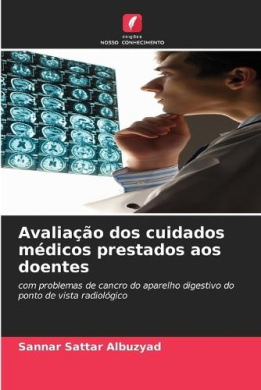 edições
NOSSO CONHECIMENTO
Avaliação dos cuidados
médicos prestados aos
doentes
com problemas de cancro do aparelho digestivo do
ponto de vista radiológico
Sannar Sattar Albuzyad